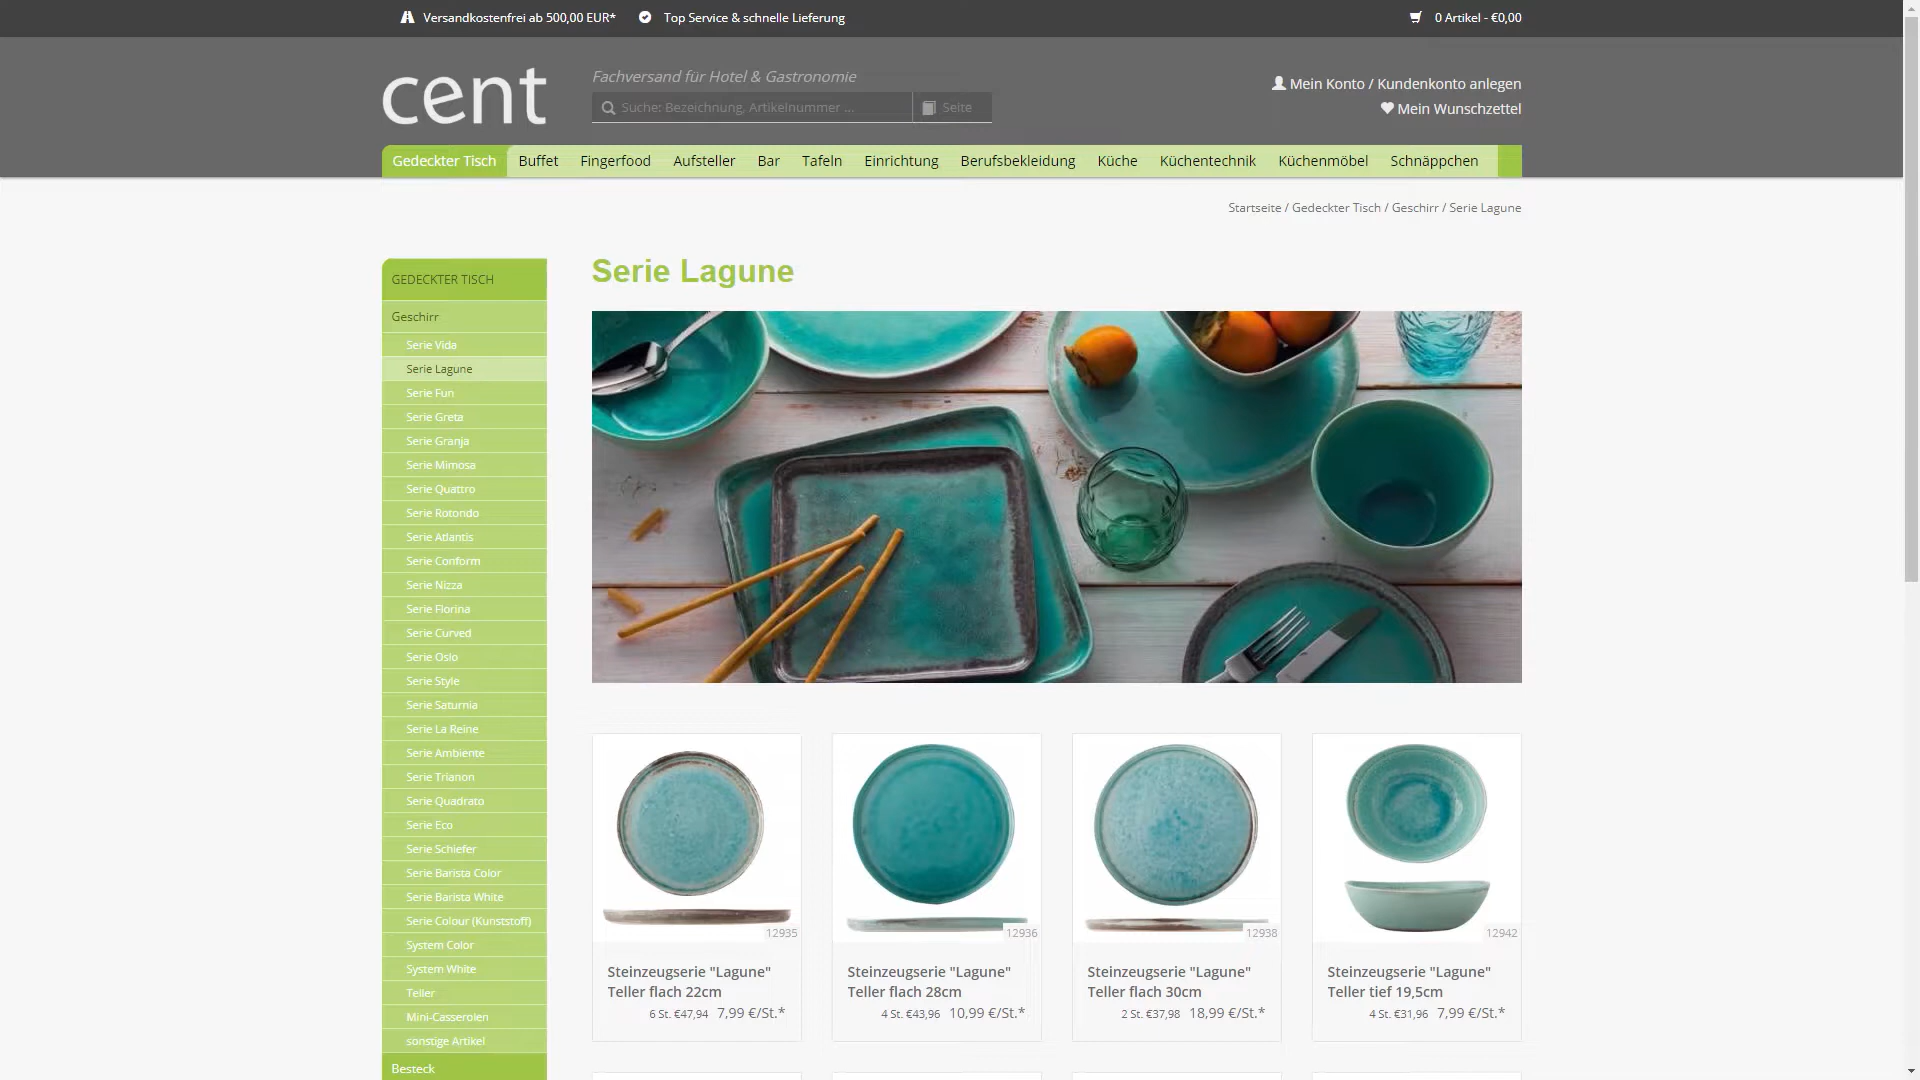 Versandkostenfrei ab 500,00 EUR*
Top Service & schnelle Lieferung
0 Artikel - €0,00
cent
Fachversand für Hotel & Gastronomie
Suche: Bezeichnung, Artikelnummer ...
Seite
Mein Konto / Kundenkonto anlegen
Mein Wunschzettel
Gedeckter Tisch
Buffet
Fingerfood
Aufsteller
Bar
Tafeln
Einrichtung
Berufsbekleidung
Küche
Küchentechnik
Küchenmöbel
Schnäppchen
Startseite / Gedeckter Tisch / Geschirr / Serie Lagune
GEDECKTER TISCH
Geschirr
Serie Vida
Serie Lagune
Serie Fun
Serie Greta
Serie Granja
Serie Mimosa
Serie Quattro
Serie Rotondo
Serie Atlantis
Serie Conform
Serie Nizza
Serie Florina
Serie Curved
Serie Oslo
Serie Style
Serie Saturnia
Serie La Reine
Serie Ambiente
Serie Trianon
Serie Quadrato
Serie Eco
Serie Schiefer
Serie Barista Color
Serie Barista White
Serie Colour (Kunststoff)
System Color
System White
Teller
Mini-Casserolen
sonstige Artikel
Besteck
Serie Lagune
12935
Steinzeugserie "Lagune"
Teller flach 22cm
6 St. €47,94 7,99 €/St.*
12936
Steinzeugserie "Lagune"
Teller flach 28cm
4 St. €43,96 10,99 €/St.*
12938
Steinzeugserie "Lagune"
Teller flach 30cm
2 St. €37,98 18,99 €/St.*
12942
Steinzeugserie "Lagune"
Teller tief 19,5cm
4 St. €31,96 7,99 €/St.*